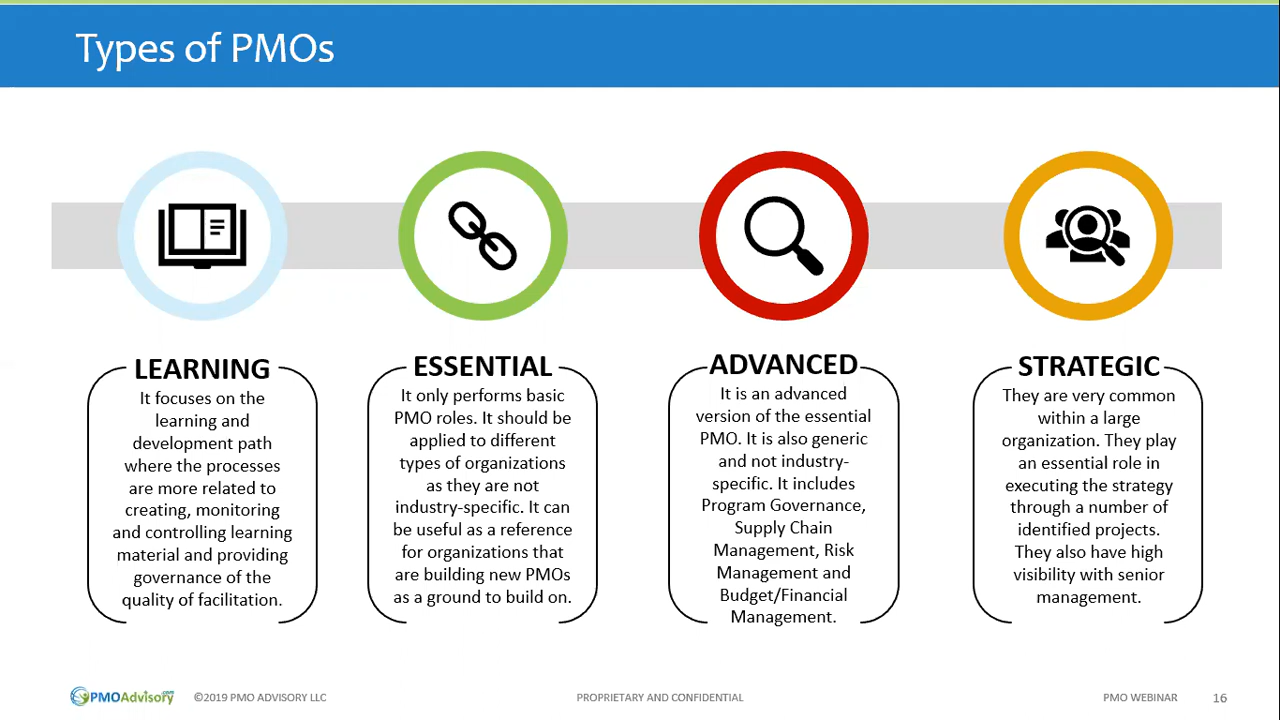 Types of PMOs
LEARNING
It focuses on the
learning and
development path
where the processes
are more related to
creating, monitoring
and controlling learning
material and providing
governance of the
quality of facilitation.
ESSENTIAL
It only performs basic
PMO roles. It should be
applied to different
types of organizations
as they are not
industry-specific. It can
be useful as a reference
for organizations that
are building new PMOs
as a ground to build on.
ADVANCED
It is an advanced
version of the essential
PMO. It is also generic
and not industry-
specific. It includes
Program Governance,
Supply Chain
Management, Risk
Management and
Budget/Financial
Management.
STRATEGIC
They are very common
within a large
organization. They play
an essential role in
executing the strategy
through a number of
identified projects.
They also have high
visibility with senior
management.
PMOAdvisory.com
©2019 PMO ADVISORY LLC
PROPRIETARY AND CONFIDENTIAL
PMO WEBINAR
16